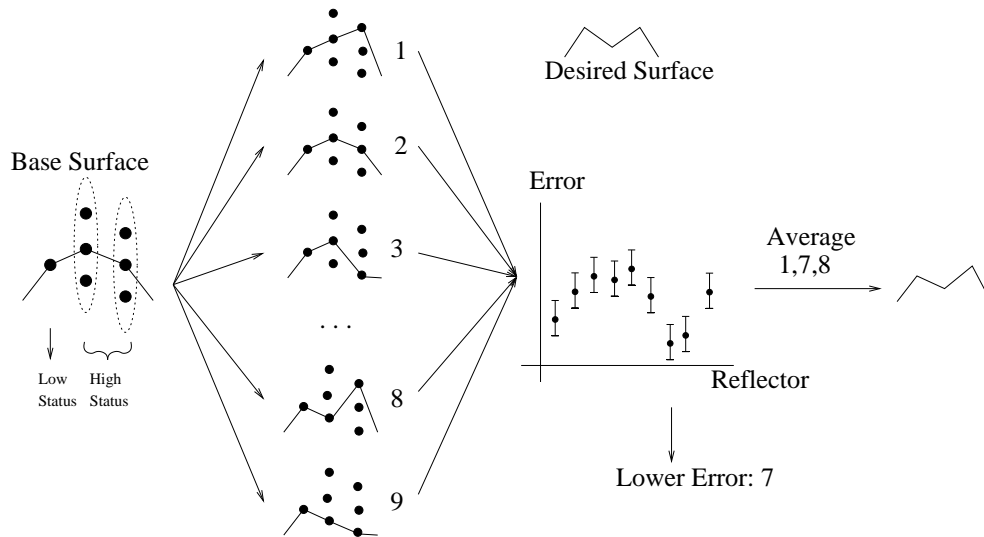 Base Surface
Low
Status
High
Status
1
2
3
. . .
8
9
Desired Surface
Error
Reflector
Lower Error: 7
Average
1,7,8